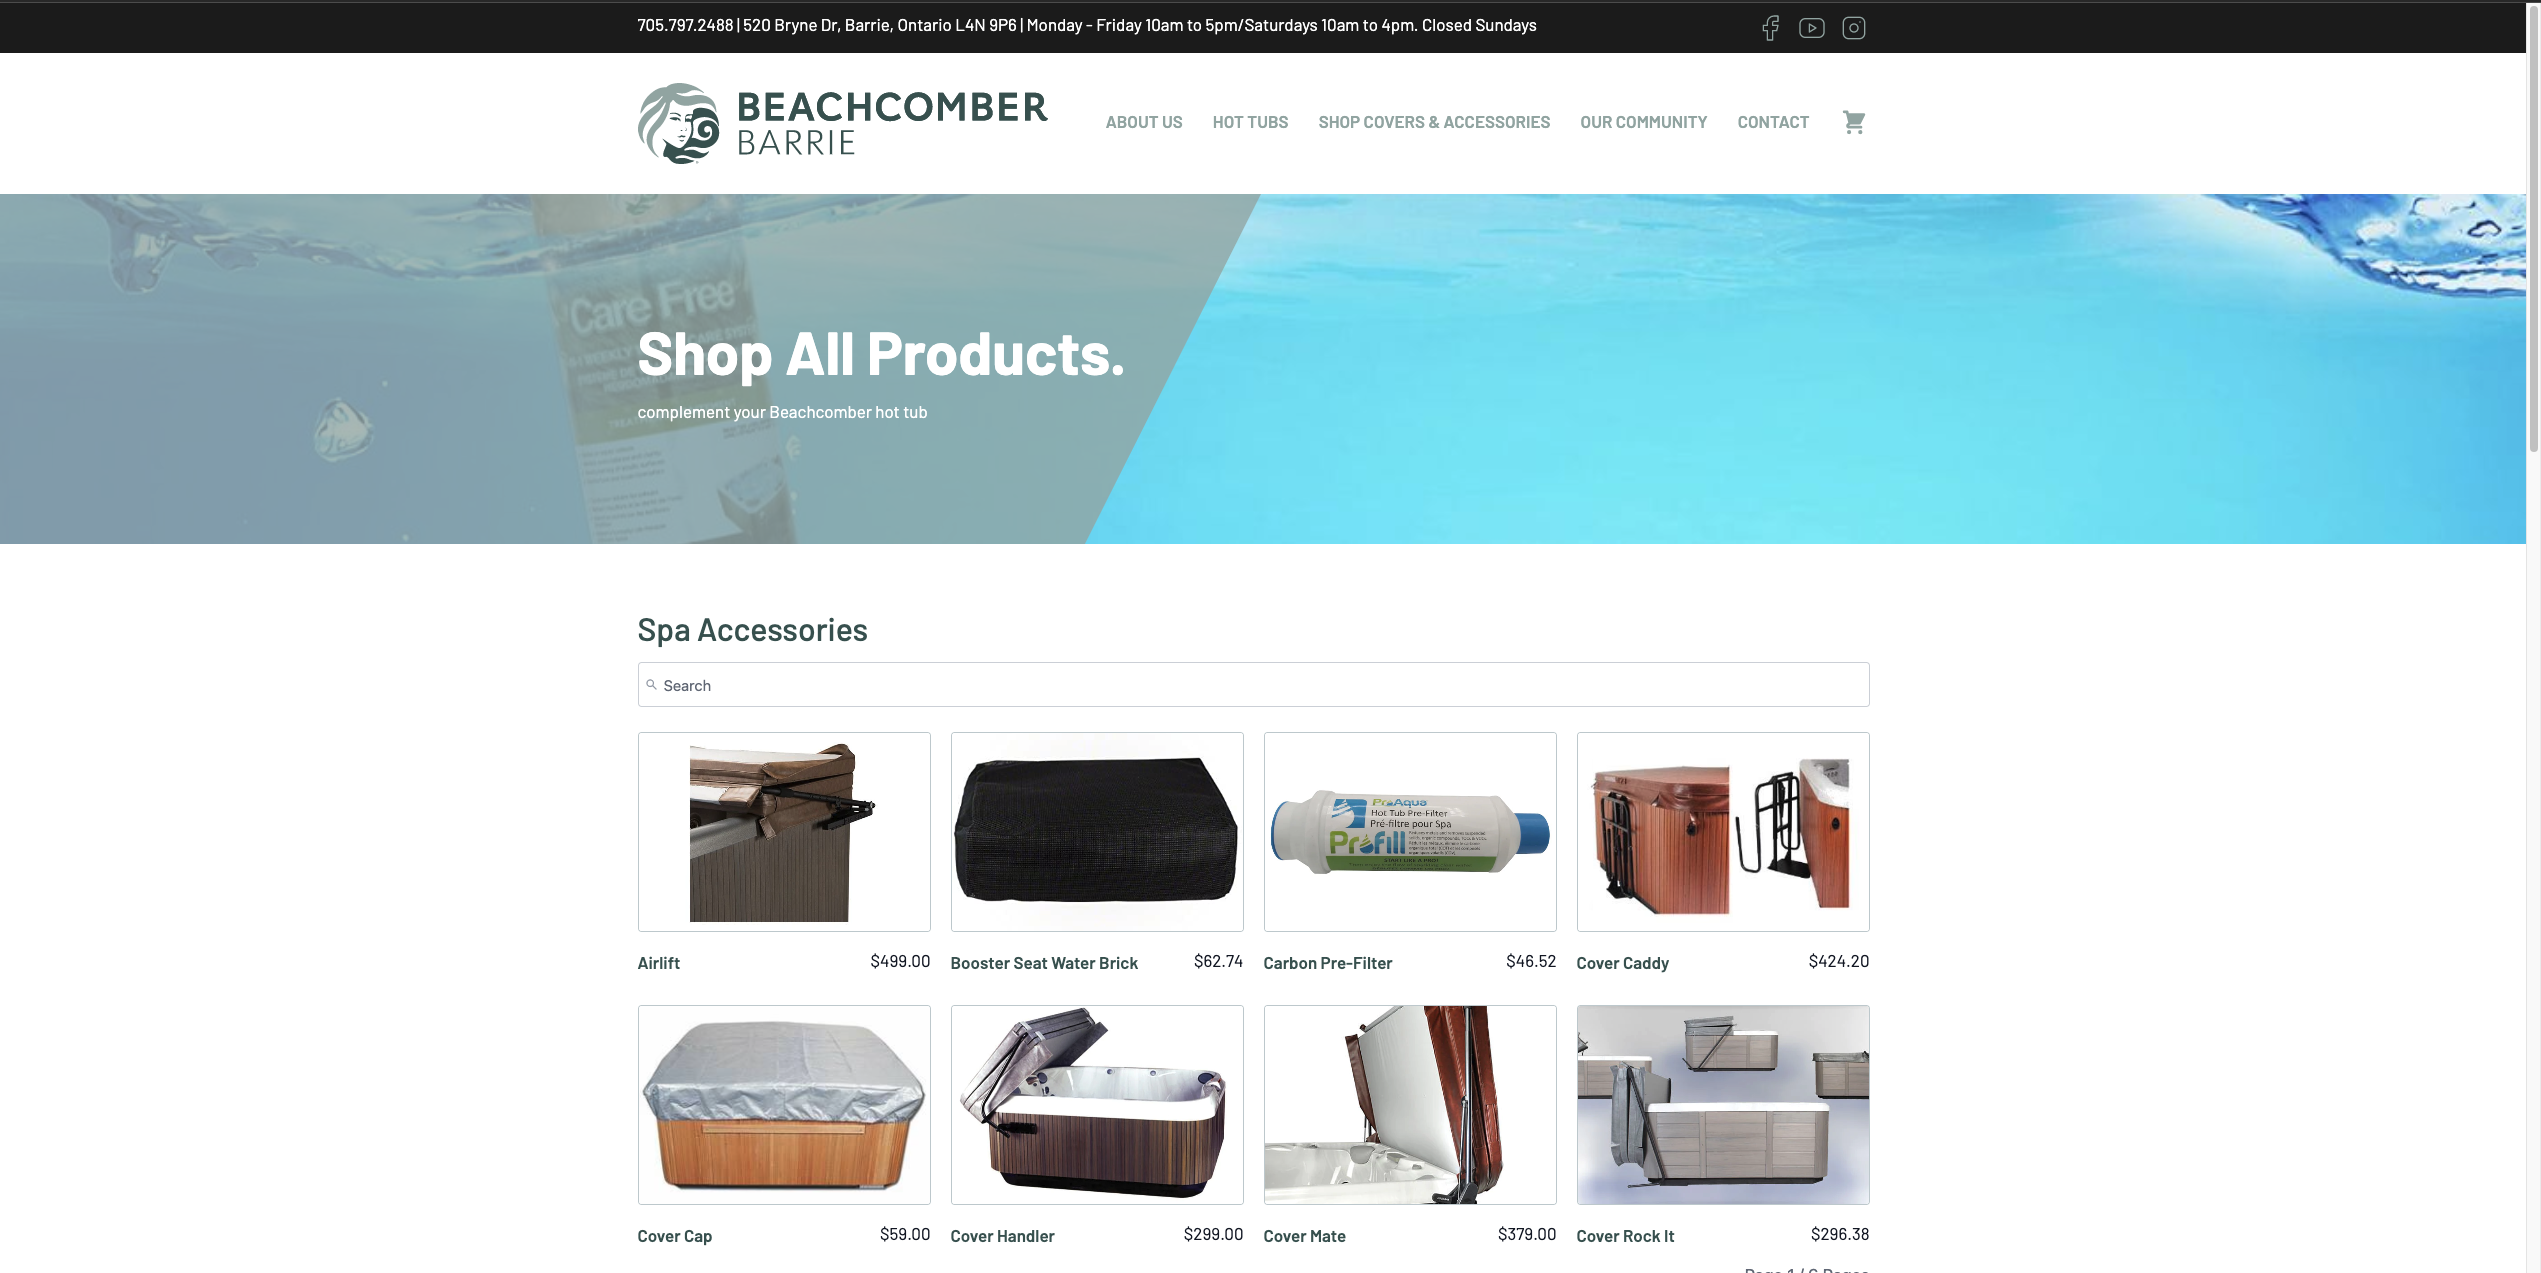 705.797.2488 | 520 Bryne Dr, Barrie, Ontario L4N 9P6 | Monday - Friday 10am to 5pm/Saturdays 10am to 4pm. Closed Sundays
BEACHCOMBER
BARRIE
ABOUT US HOT TUBS SHOP COVERS & ACCESSORIES OUR COMMUNITY CONTACT
Care Free
Shop All Products.
complement your Beachcomber hot tub
Spa Accessories
Search
ProAqua
Hot Tub Pre-Filter
Pré-filtre pour Spa
Profill
START LIKE A PRO!
Airlift $499.00 Booster Seat Water Brick $62.74 Carbon Pre-Filter $46.52 Cover Caddy $424.20
Cover Cap $59.00 Cover Handler $299.00 Cover Mate $379.00 Cover Rock It $296.38